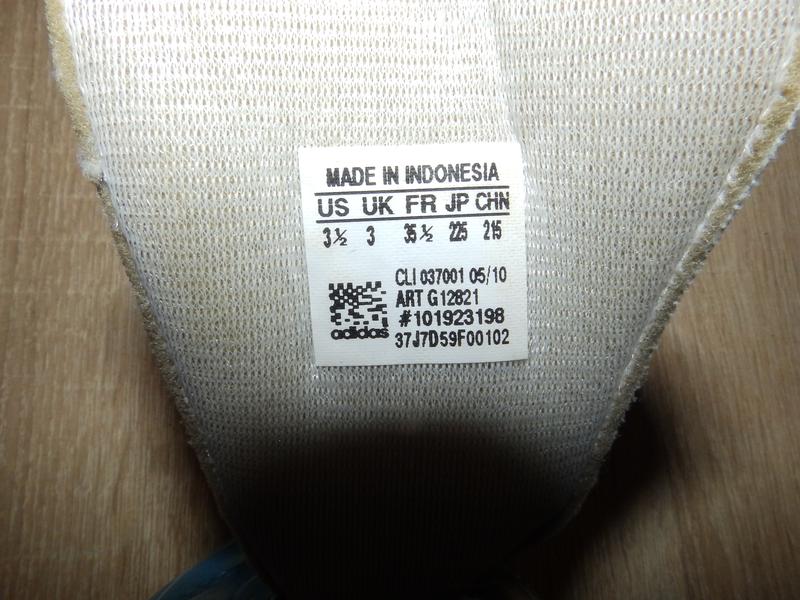 MADE IN INDONESIA
US UK FR JP CHN
3½ 3 35½ 225 215
CLI 037001 05/10
ART G12821
#101923198
adidas
37J7D59F00102